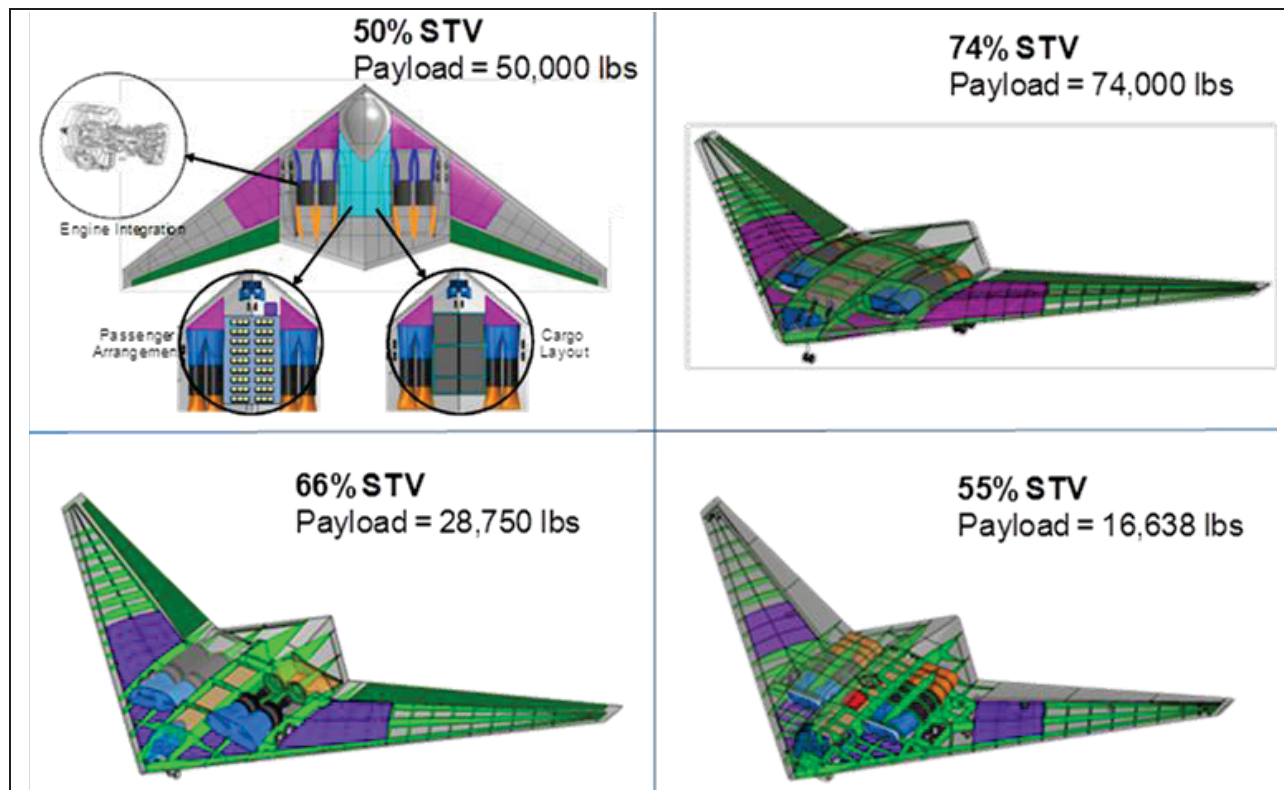 50% STV
Payload = 50,000 lbs
Engine Integration
Passenger
Arrangement
Cargo
Layout
74% STV
Payload = 74,000 lbs
66% STV
Payload = 28,750 lbs
55% STV
Payload = 16,638 lbs